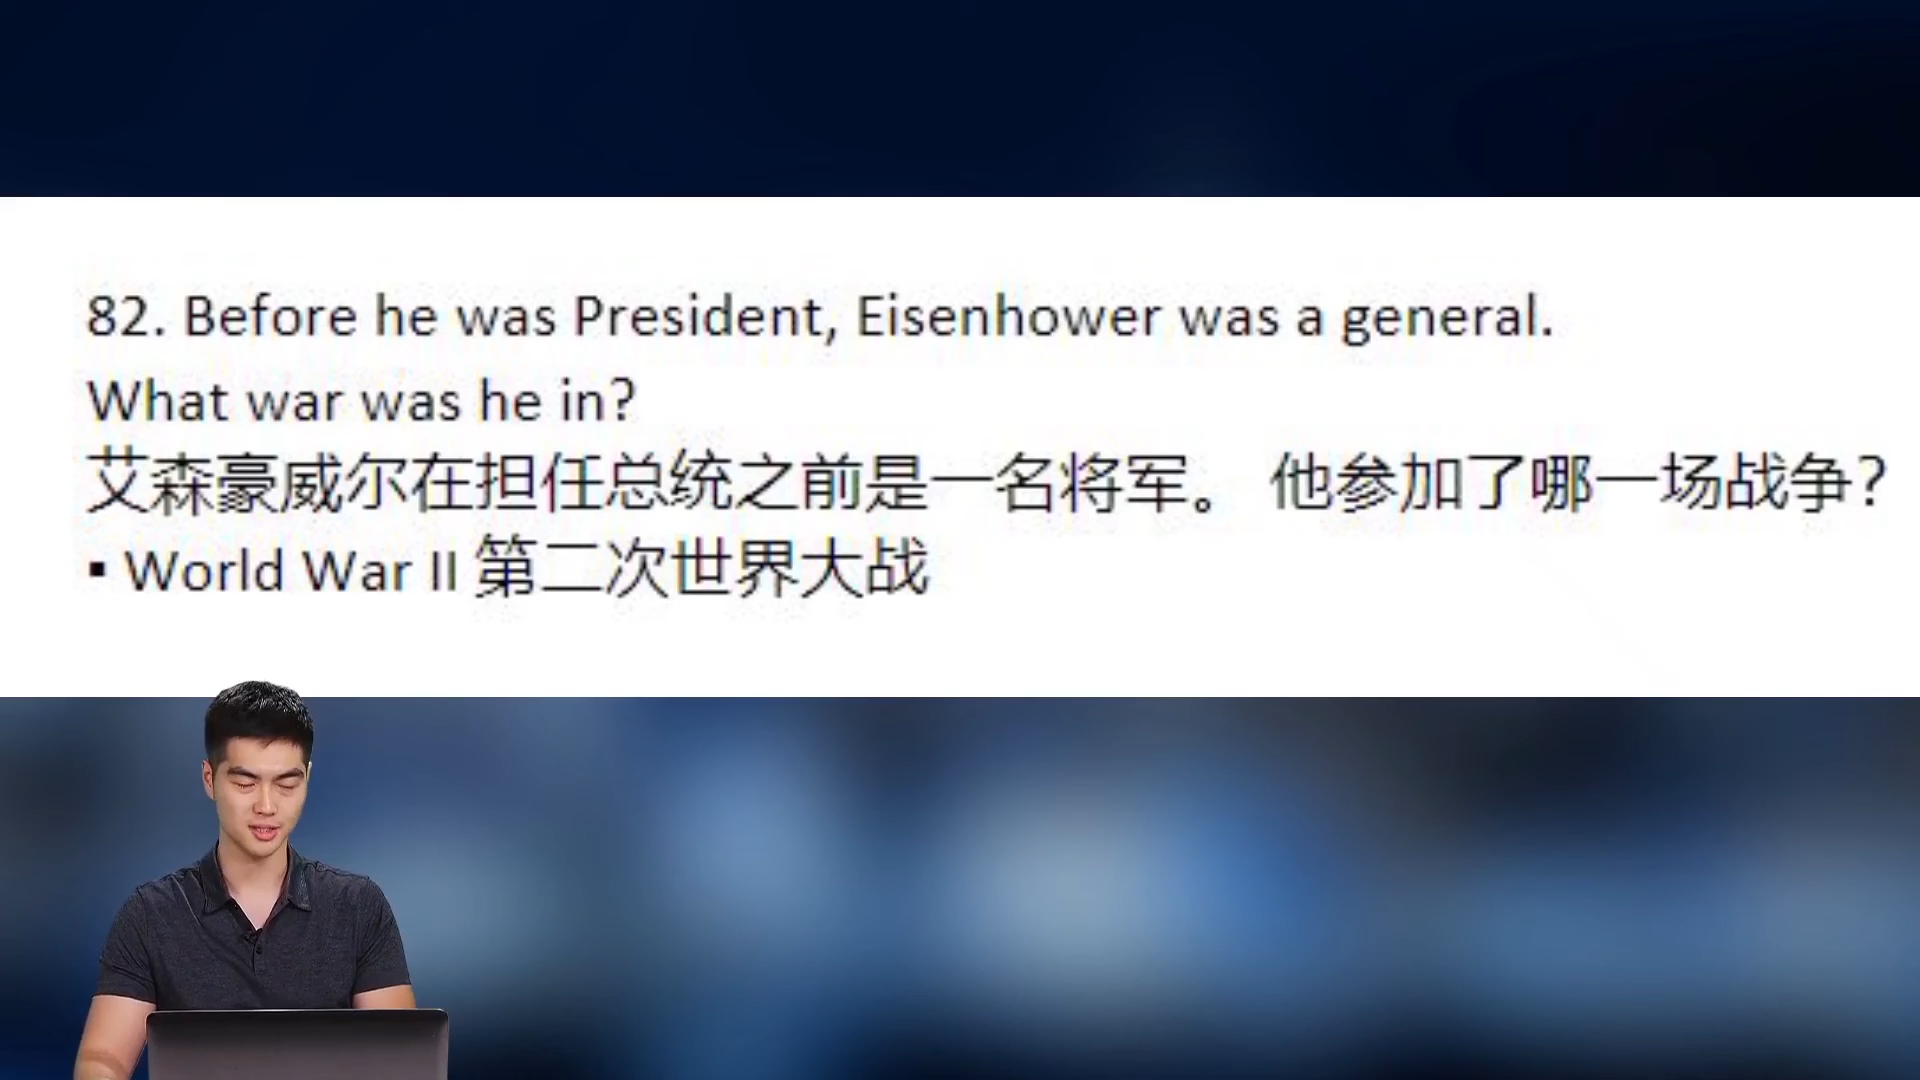 82. Before he was President, Eisenhower was a general.
What war was he in?
艾森豪威尔在担任总统之前是一名将军。 他参加了哪一场战争?
▪ World War II 第二次世界大战